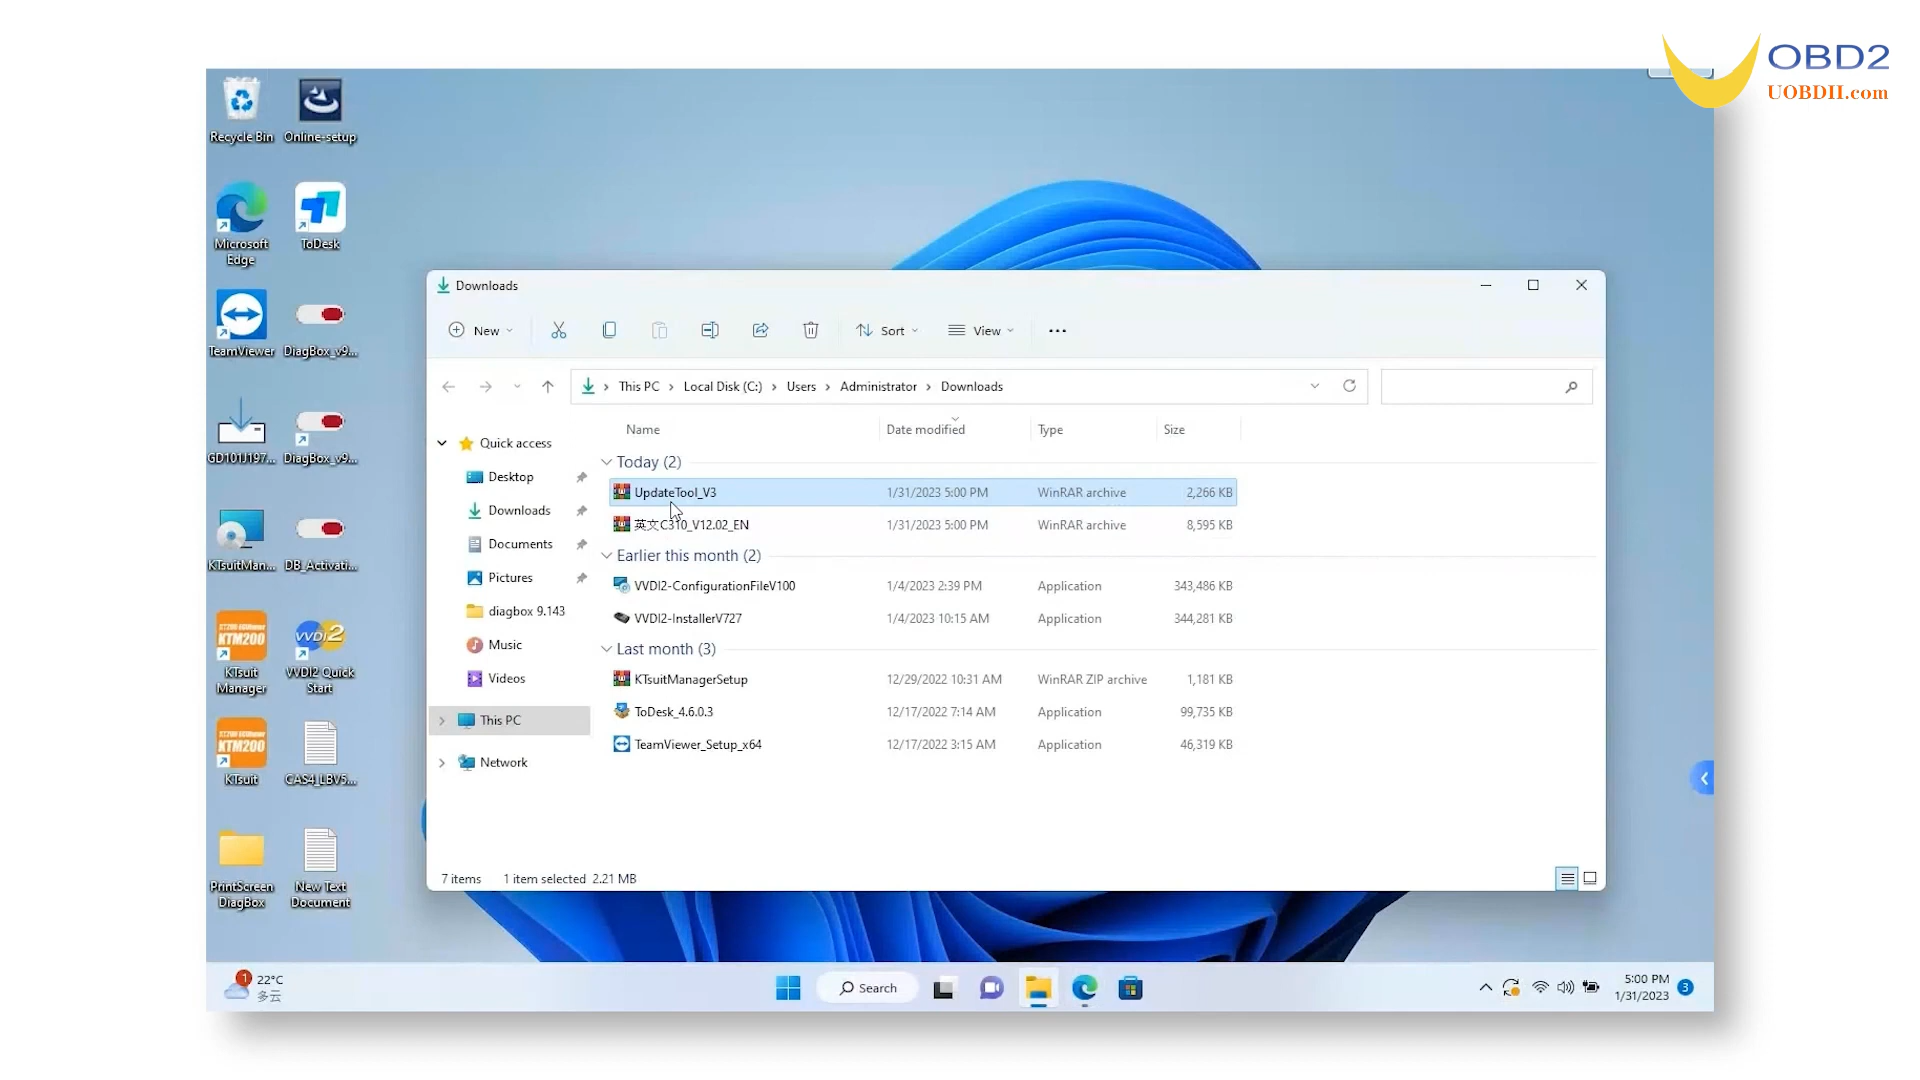 OBD2
UOBDII.com
Recycle Bin
Online-setup
Microsoft
Edge
ToDesk
TeamViewer
DiagBox_v9...
GD101J197...
DiagBox_v9...
KTsuitMan...
DB_Activati...
KT200 ECUtuner
KTM200
KTsuit
Manager
VVDI2
VVDI2 Quick
Start
KT200 ECUtuner
KTM200
KTsuit
CAS4_LBV5...
PrintScreen
DiagBox
New Text
Document
Downloads
New
Sort
View
This PC > Local Disk (C:) > Users > Administrator > Downloads
Name Date modified Type Size
Quick access
Desktop
Downloads
Documents
Pictures
diagbox 9.143
Music
Videos
This PC
Network
Today (2)
UpdateTool_V3 1/31/2023 5:00 PM WinRAR archive 2,266 KB
英文C310_V12.02_EN 1/31/2023 5:00 PM WinRAR archive 8,595 KB
Earlier this month (2)
VVDI2-ConfigurationFileV100 1/4/2023 2:39 PM Application 343,486 KB
VVDI2-InstallerV727 1/4/2023 10:15 AM Application 344,281 KB
Last month (3)
KTsuitManagerSetup 12/29/2022 10:31 AM WinRAR ZIP archive 1,181 KB
ToDesk_4.6.0.3 12/17/2022 7:14 AM Application 99,735 KB
TeamViewer_Setup_x64 12/17/2022 3:15 AM Application 46,319 KB
7 items 1 item selected 2.21 MB
1
22°C
多云
Search
5:00 PM
1/31/2023
3